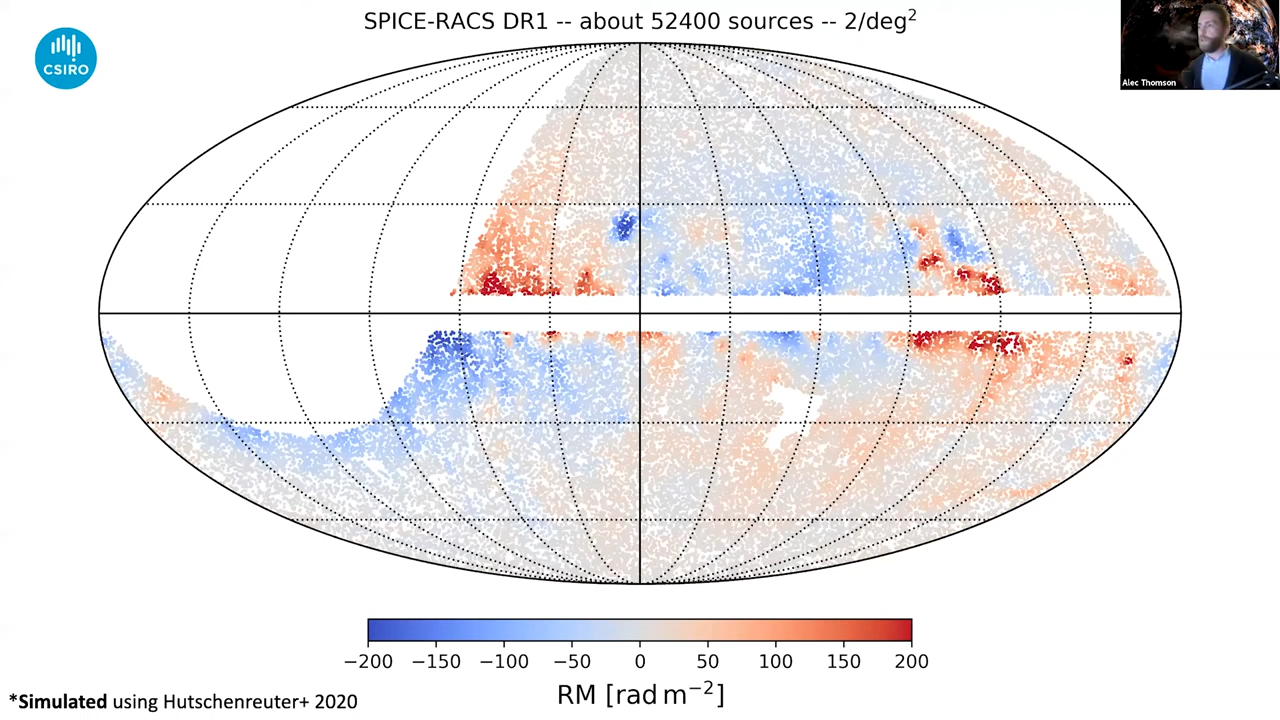 SPICE-RACS DR1 -- about 52400 sources -- 2/deg²
CSIRO
Alec Thomson
−200 −150 −100 −50 0 50 100 150 200
RM [rad m⁻²]
*Simulated using Hutschenreuter+ 2020